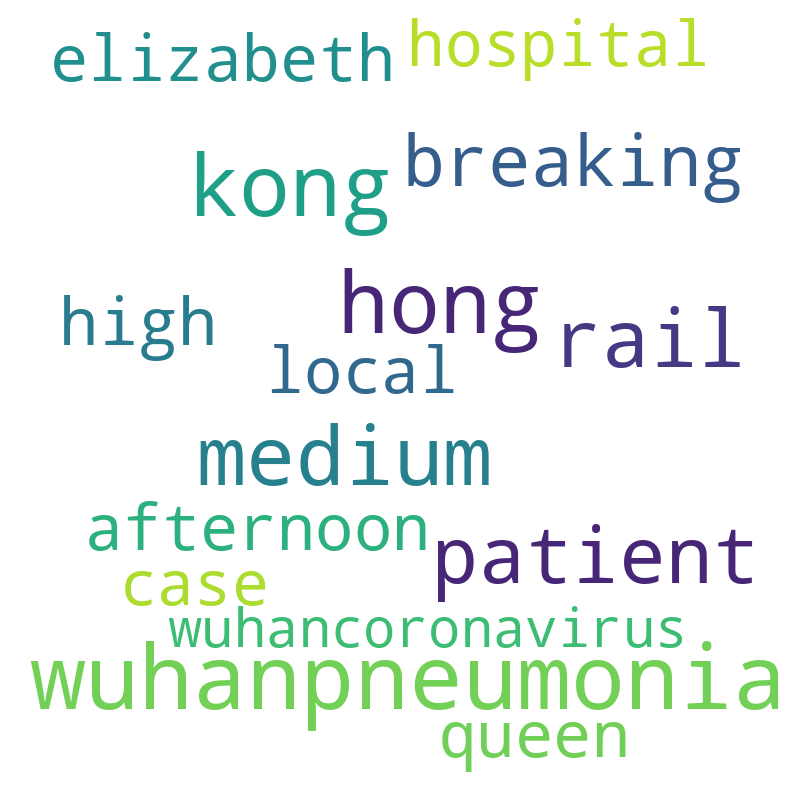 elizabeth hospital
kong breaking
high hong rail
local
medium
afternoon patient
case
wuhancoronavirus
wuhanpneumonia
queen